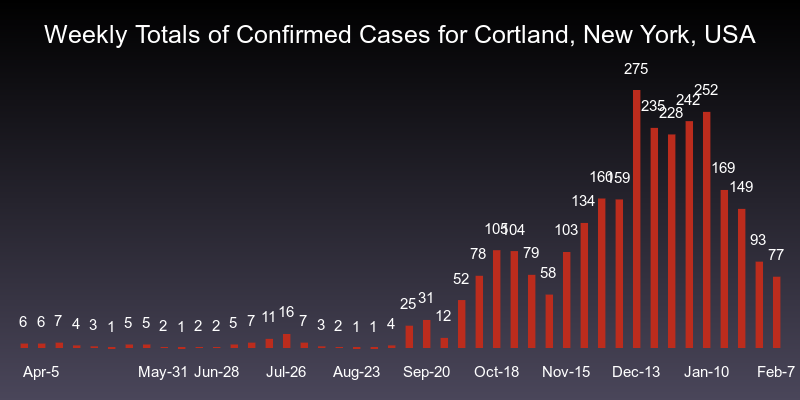 Weekly Totals of Confirmed Cases for Cortland, New York, USA
6 6 7 4 3 1 5 5 2 1 2 2 5 7 11 16 7 3 2 1 1 4 25 31 12 52 78 105 104 79 58 103 134 160 159 275 235 228 242 252 169 149 93 77
Apr-5 May-31 Jun-28 Jul-26 Aug-23 Sep-20 Oct-18 Nov-15 Dec-13 Jan-10 Feb-7